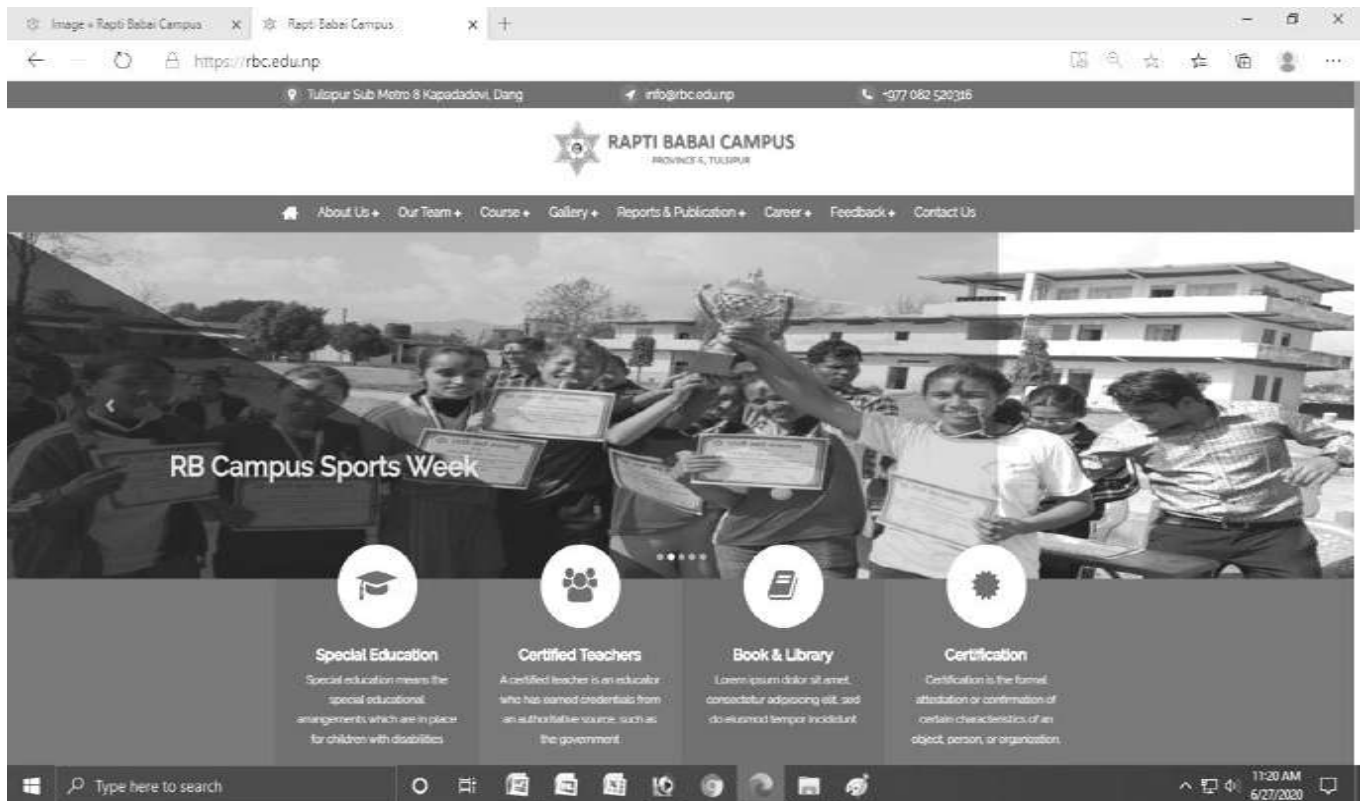 Image » Rapti Babai Campus
Rapti Babai Campus
https://rbc.edu.np
Tulsipur Sub Metro 8 Kapadadevi, Dang
info@rbc.edu.np
+977 082 520316
RAPTI BABAI CAMPUS
PROVINCE 5, TULSIPUR
About Us + Our Team + Course + Gallery + Reports & Publication + Career + Feedback + Contact Us
RB Campus Sports Week
Special Education
Special education means the
special educational
arrangements which are in place
for children with disabilities
Certified Teachers
A certified teacher is an educator
who has earned credentials from
an authoritative source, such as
the government
Book & Library
Lorem ipsum dolor sit amet,
consectetur adipisicing elit, sed
do eiusmod tempor incididunt
Certification
Certification is the formal
attestation or confirmation of
certain characteristics of an
object, person, or organization.
Type here to search
11:20 AM
6/27/2020